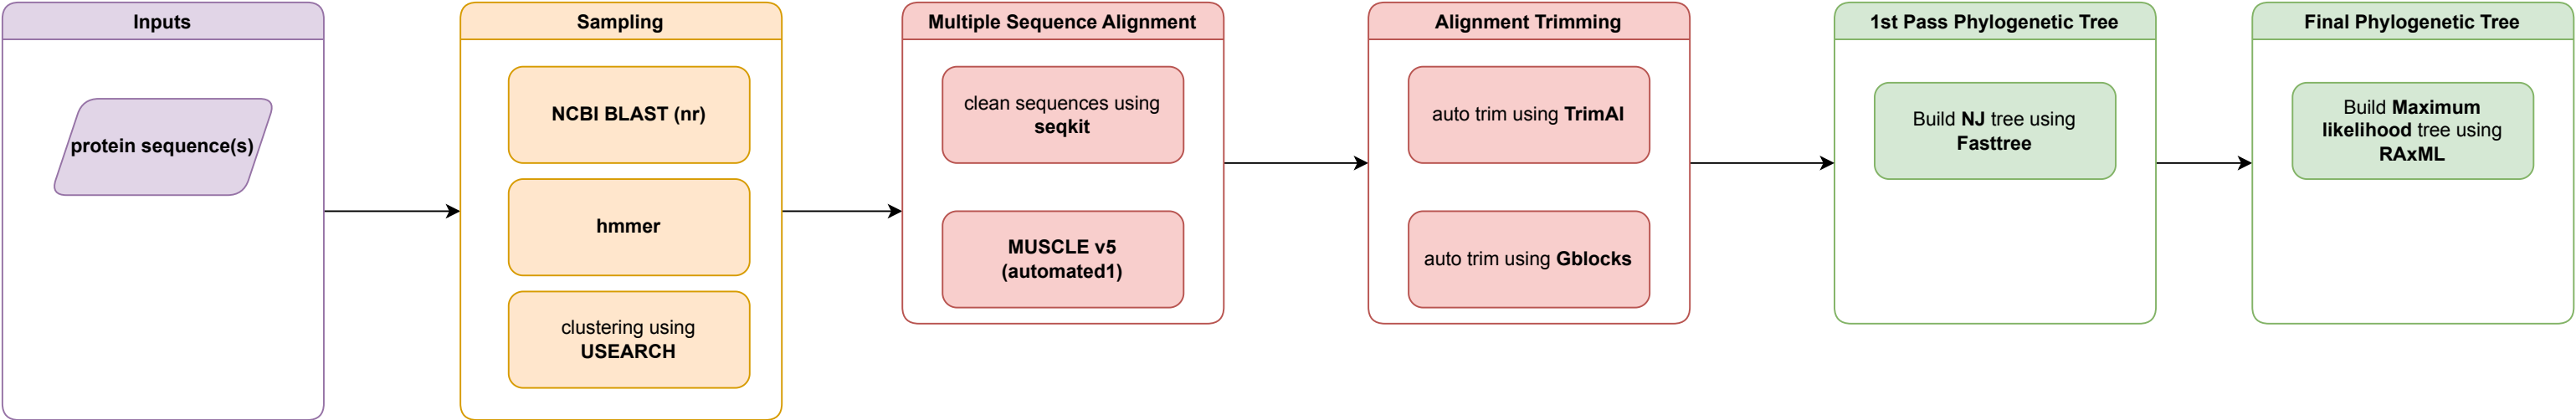 Inputs
protein sequence(s)
Sampling
NCBI BLAST (nr)
hmmer
clustering using
USEARCH
Multiple Sequence Alignment
clean sequences using
seqkit
MUSCLE v5
(automated1)
Alignment Trimming
auto trim using TrimAl
auto trim using Gblocks
1st Pass Phylogenetic Tree
Build NJ tree using
Fasttree
Final Phylogenetic Tree
Build Maximum
likelihood tree using
RAxML